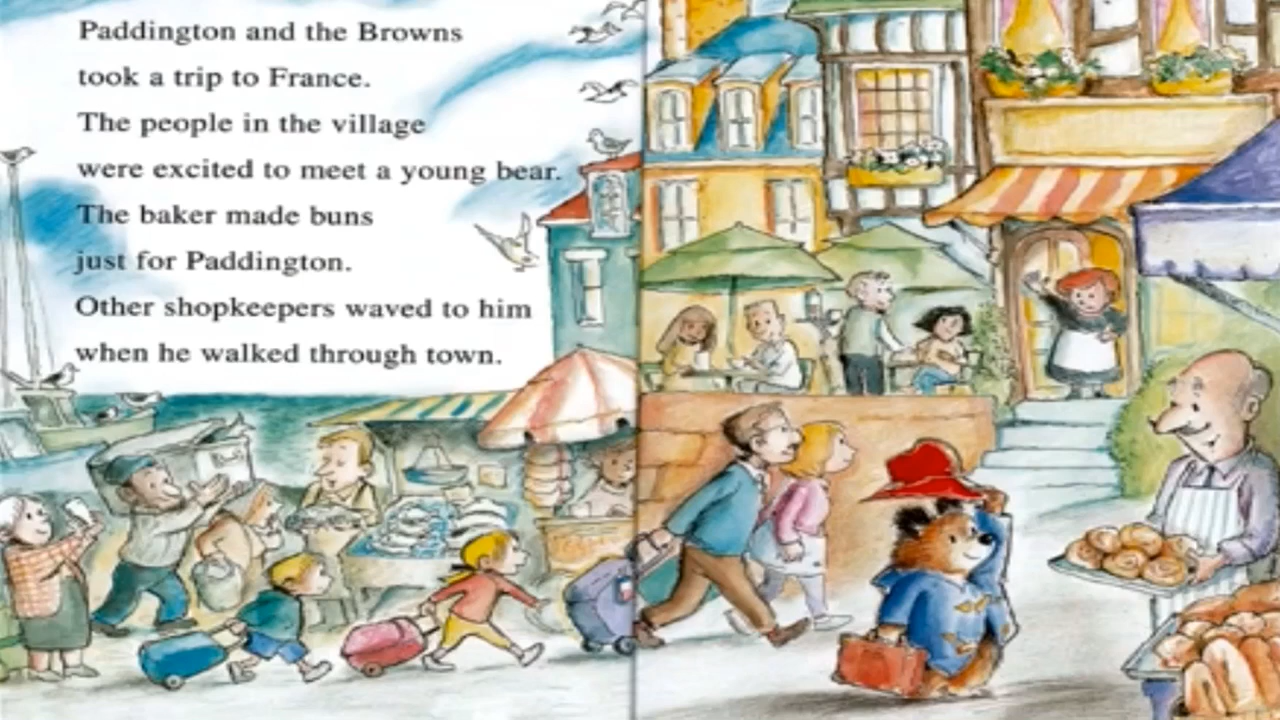 Paddington and the Browns
took a trip to France.
The people in the village
were excited to meet a young bear.
The baker made buns
just for Paddington.
Other shopkeepers waved to him
when he walked through town.